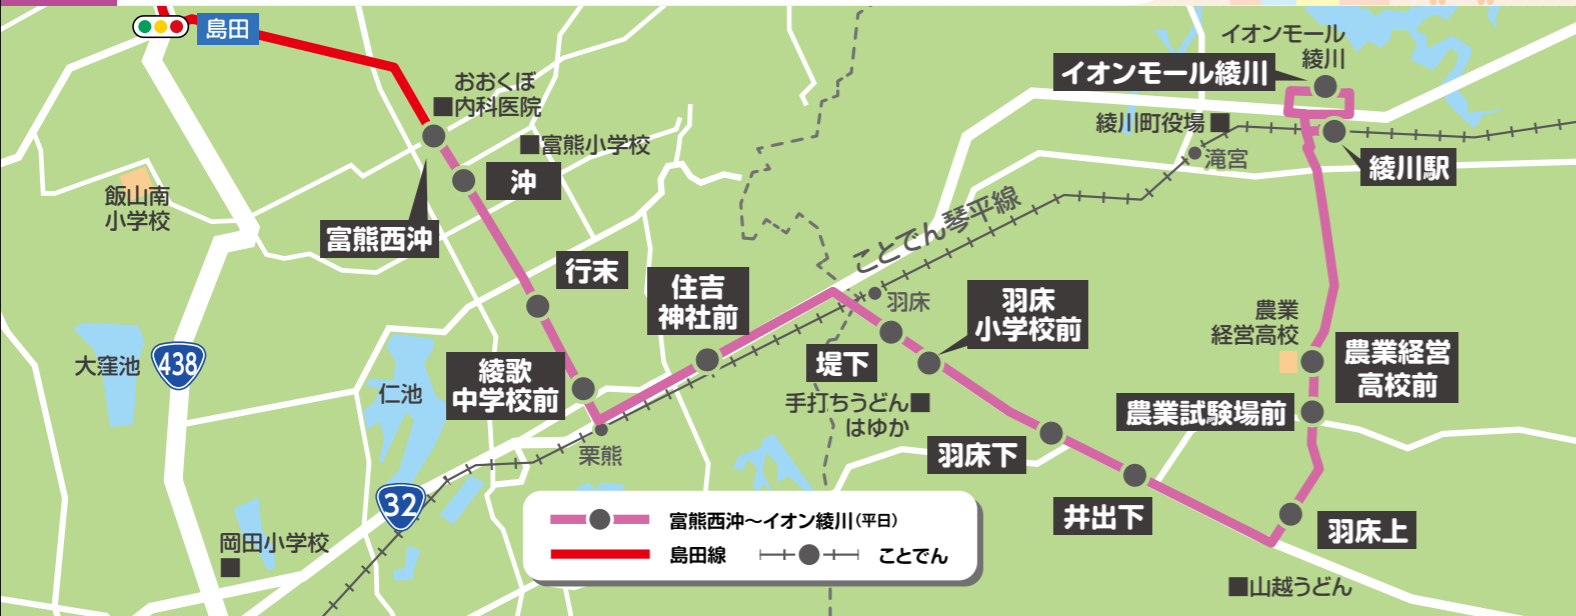 島田
おおくぼ
■内科医院
■富熊小学校
沖
飯山南
小学校
富熊西沖
行末
住吉
神社前
ことでん琴平線
イオンモール
綾川
イオンモール綾川
綾川町役場■
滝宮
綾川駅
大窪池
438
仁池
綾歌
中学校前
栗熊
羽床
堤下
羽床
小学校前
手打ちうどん■
はゆか
羽床下
井出下
農業
経営高校
農業経営
高校前
農業試験場前
羽床上
■山越うどん
32
岡田小学校
■
富熊西沖~イオン綾川(平日)
島田線
ことでん